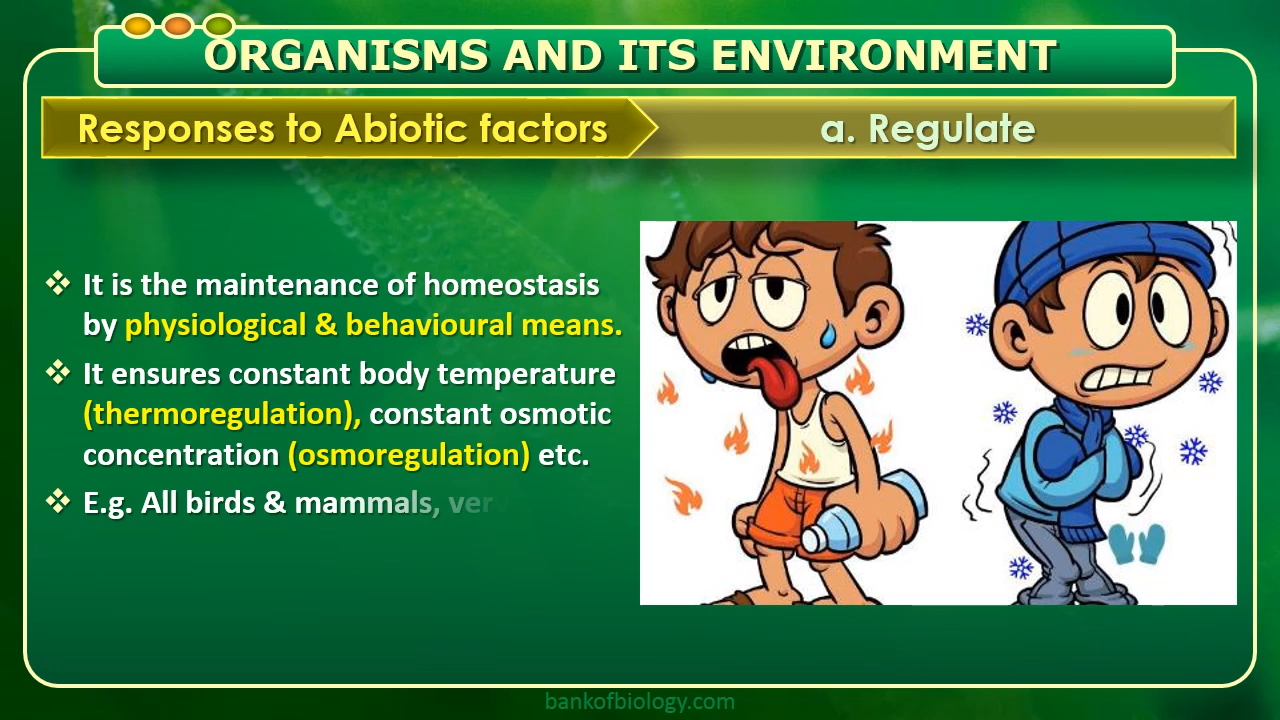 ORGANISMS AND ITS ENVIRONMENT
Responses to Abiotic factors
a. Regulate
❖ It is the maintenance of homeostasis
by physiological & behavioural means.
❖ It ensures constant body temperature
(thermoregulation), constant osmotic
concentration (osmoregulation) etc.
❖ E.g. All birds & mammals,
bankofbiology.com